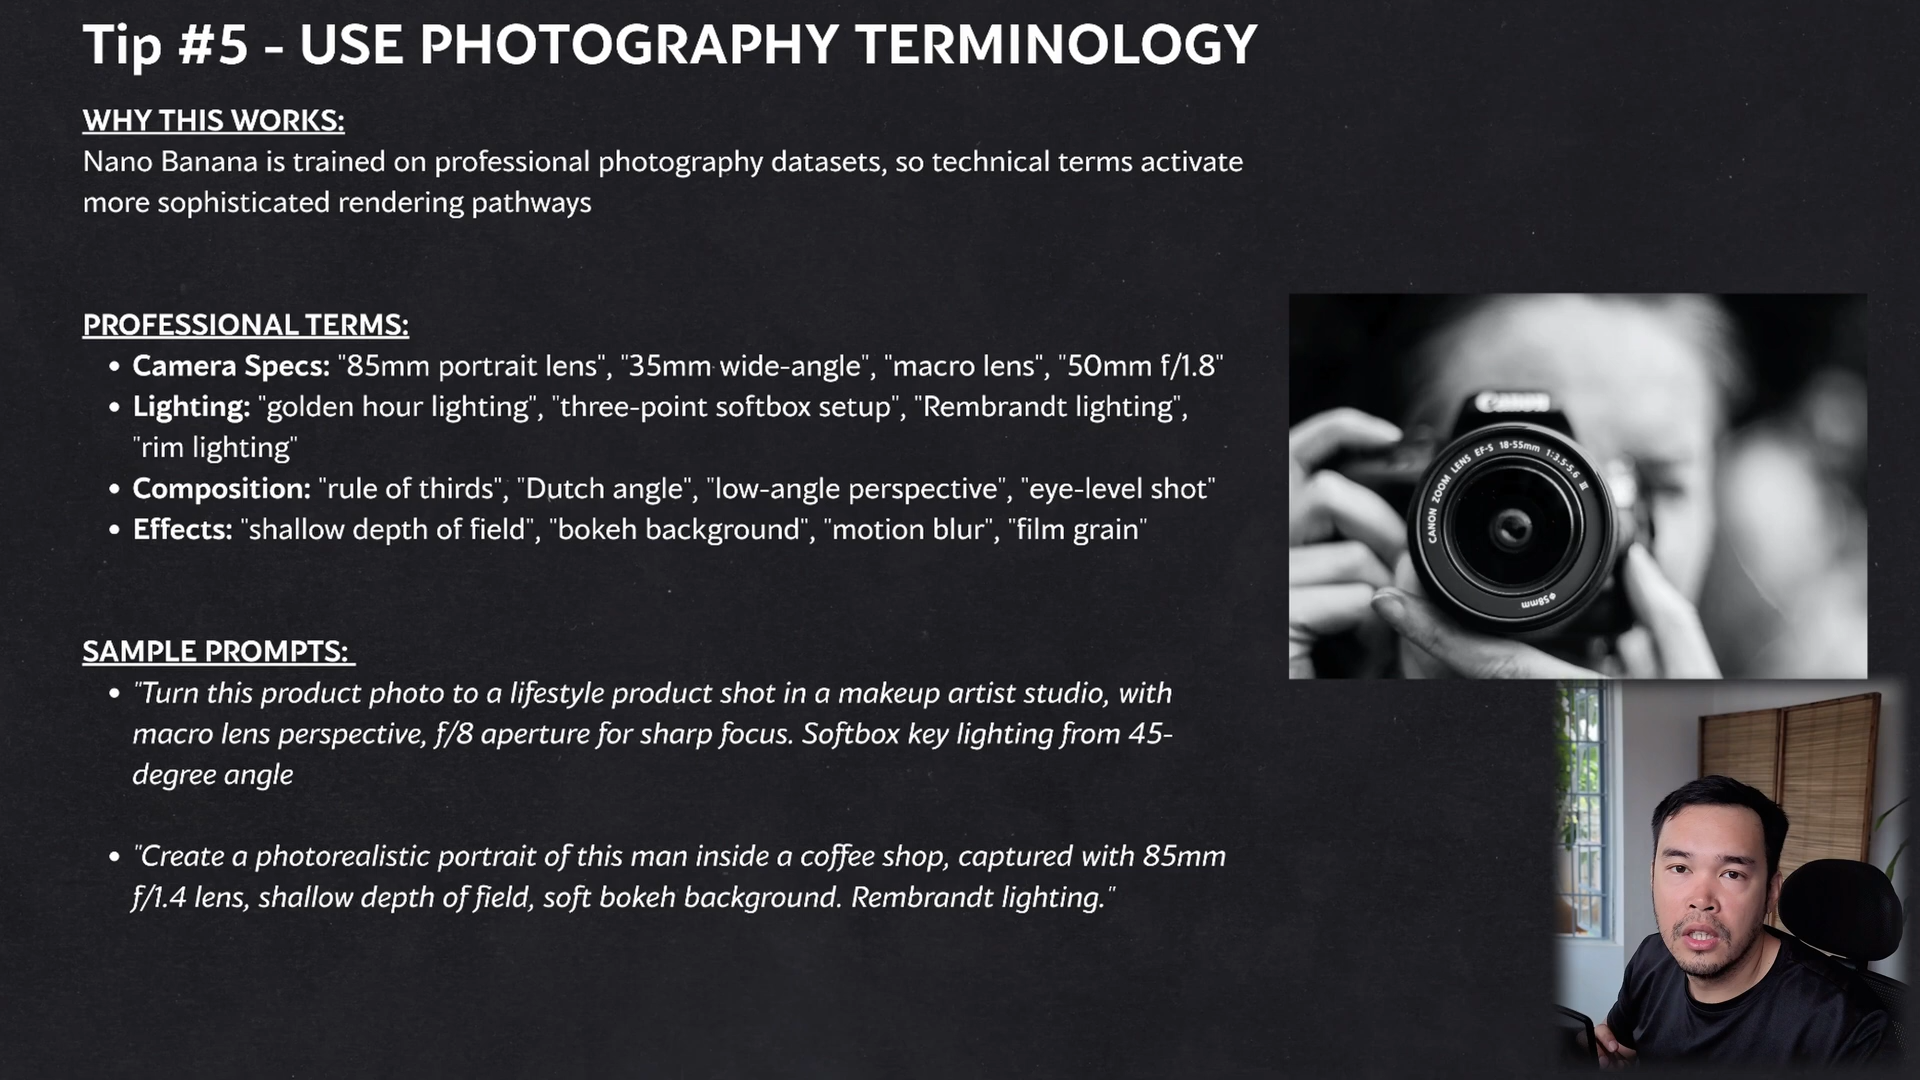 Tip #5 - USE PHOTOGRAPHY TERMINOLOGY
WHY THIS WORKS:
Nano Banana is trained on professional photography datasets, so technical terms activate
more sophisticated rendering pathways
PROFESSIONAL TERMS:
• Camera Specs: "85mm portrait lens", "35mm wide-angle", "macro lens", "50mm f/1.8"
• Lighting: "golden hour lighting", "three-point softbox setup", "Rembrandt lighting",
"rim lighting"
• Composition: "rule of thirds", "Dutch angle", "low-angle perspective", "eye-level shot"
• Effects: "shallow depth of field", "bokeh background", "motion blur", "film grain"
Canon
CANON ZOOM LENS EF-S 18-55mm 1:3.5-5.6 III
Φ58mm
SAMPLE PROMPTS:
• "Turn this product photo to a lifestyle product shot in a makeup artist studio, with
macro lens perspective, f/8 aperture for sharp focus. Softbox key lighting from 45-
degree angle
• "Create a photorealistic portrait of this man inside a coffee shop, captured with 85mm
f/1.4 lens, shallow depth of field, soft bokeh background. Rembrandt lighting."